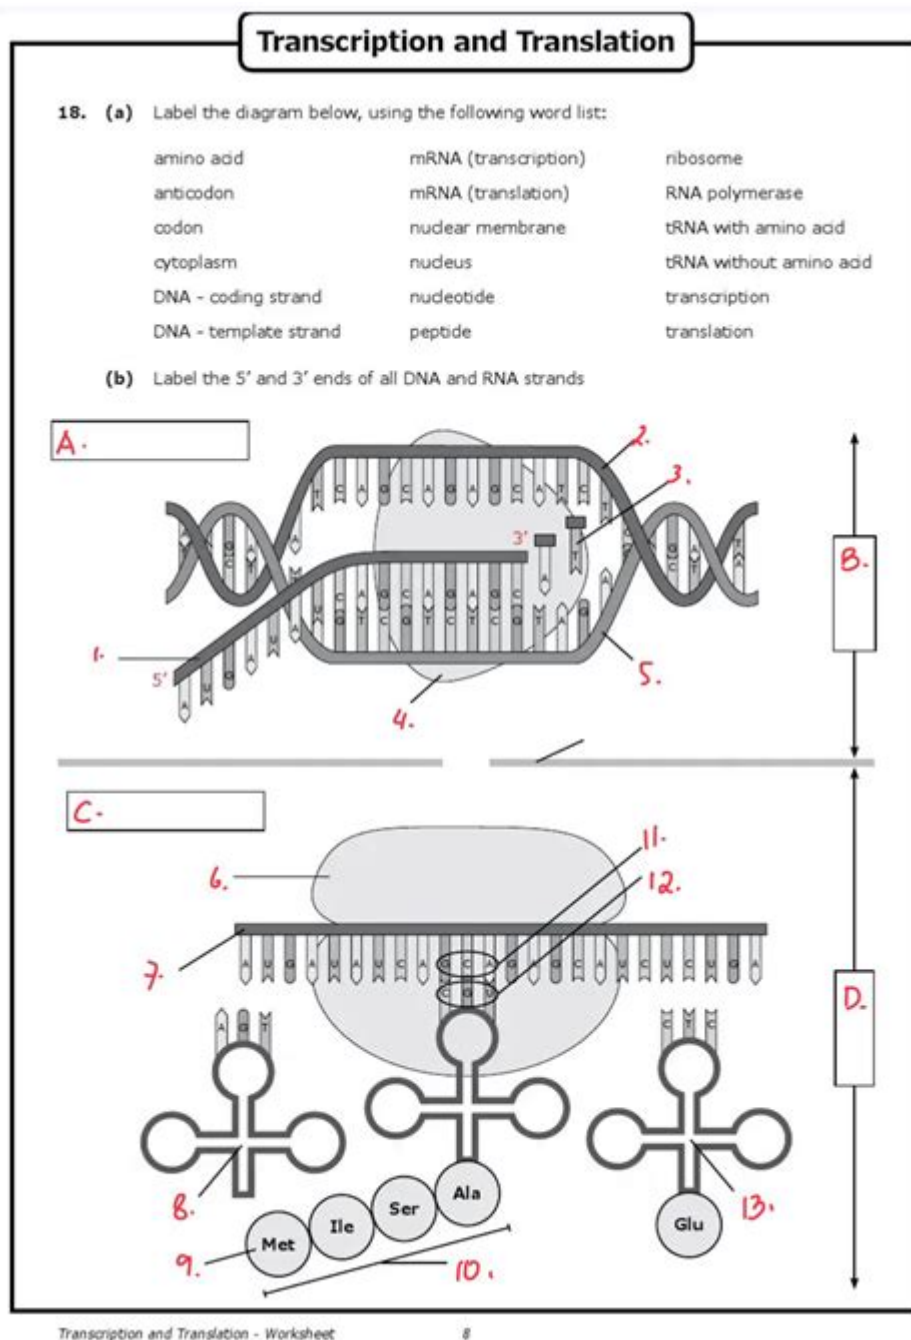 Transcription and Translation
18. (a) Label the diagram below, using the following word list:
amino acid mRNA (transcription) ribosome
anticodon mRNA (translation) RNA polymerase
codon nuclear membrane tRNA with amino acid
cytoplasm nucleus tRNA without amino acid
DNA - coding strand nucleotide transcription
DNA - template strand peptide translation
(b) Label the 5' and 3' ends of all DNA and RNA strands
A.
2.
3.
T C A G C A G A G C A T C T
3'
B.
T
A
U C A G C A G A G C
G T C G T C T C G T A G
1.
5'
A U G A U A
5.
4.
C.
11.
6.
12.
7.
A U G A U A U C A G C G A G C A U C U C U G A
C G U
D.
A G T
C T C
8.
13.
Met Ile Ser Ala
Glu
9.
10.
Transcription and Translation - Worksheet 8